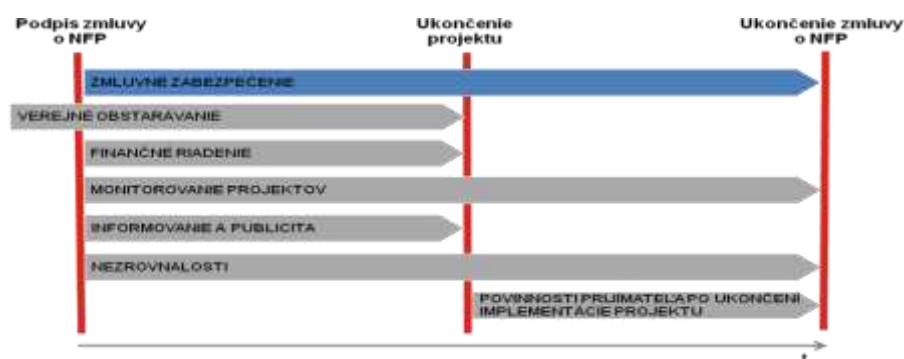 Podpis zmluvy
o NFP
Ukončenie
projektu
Ukončenie zmluvy
o NFP
ZMLUVNÉ ZABEZPEČENIE
VEREJNÉ OBSTARÁVANIE
FINANČNÉ RIADENIE
MONITOROVANIE PROJEKTOV
INFORMOVANIE A PUBLICITA
NEZROVNALOSTI
POVINNOSTI PRIJÍMATEĽA PO UKONČENÍ
IMPLEMENTÁCIE PROJEKTU
t